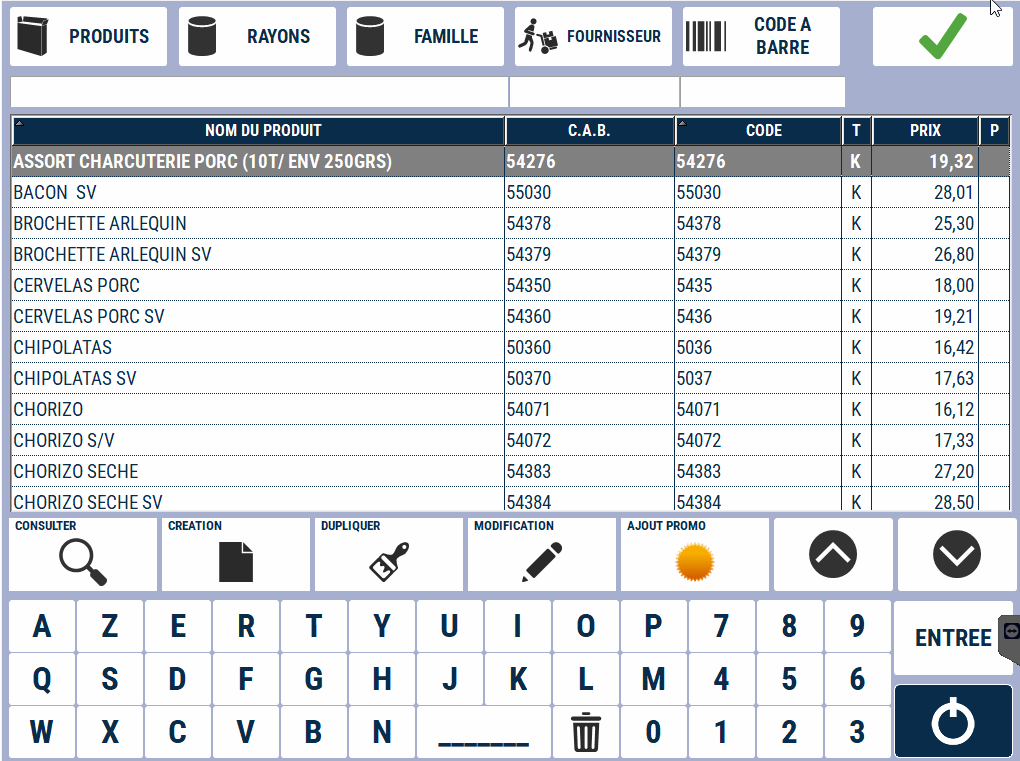 PRODUITS RAYONS FAMILLE FOURNISSEUR CODE A BARRE
NOM DU PRODUIT C.A.B. CODE T PRIX P
ASSORT CHARCUTERIE PORC (10T/ ENV 250GRS) 54276 54276 K 19,32
BACON  SV 55030 55030 K 28,01
BROCHETTE ARLEQUIN 54378 54378 K 25,30
BROCHETTE ARLEQUIN SV 54379 54379 K 26,80
CERVELAS PORC 54350 5435 K 18,00
CERVELAS PORC SV 54360 5436 K 19,21
CHIPOLATAS 50360 5036 K 16,42
CHIPOLATAS SV 50370 5037 K 17,63
CHORIZO 54071 54071 K 16,12
CHORIZO S/V 54072 54072 K 17,33
CHORIZO SECHE 54383 54383 K 27,20
CHORIZO SECHE SV 54384 54384 K 28,50
CONSULTER CREATION DUPLIQUER MODIFICATION AJOUT PROMO
A Z E R T Y U I O P 7 8 9
ENTREE
Q S D F G H J K L M 4 5 6
W X C V B N _______ 0 1 2 3